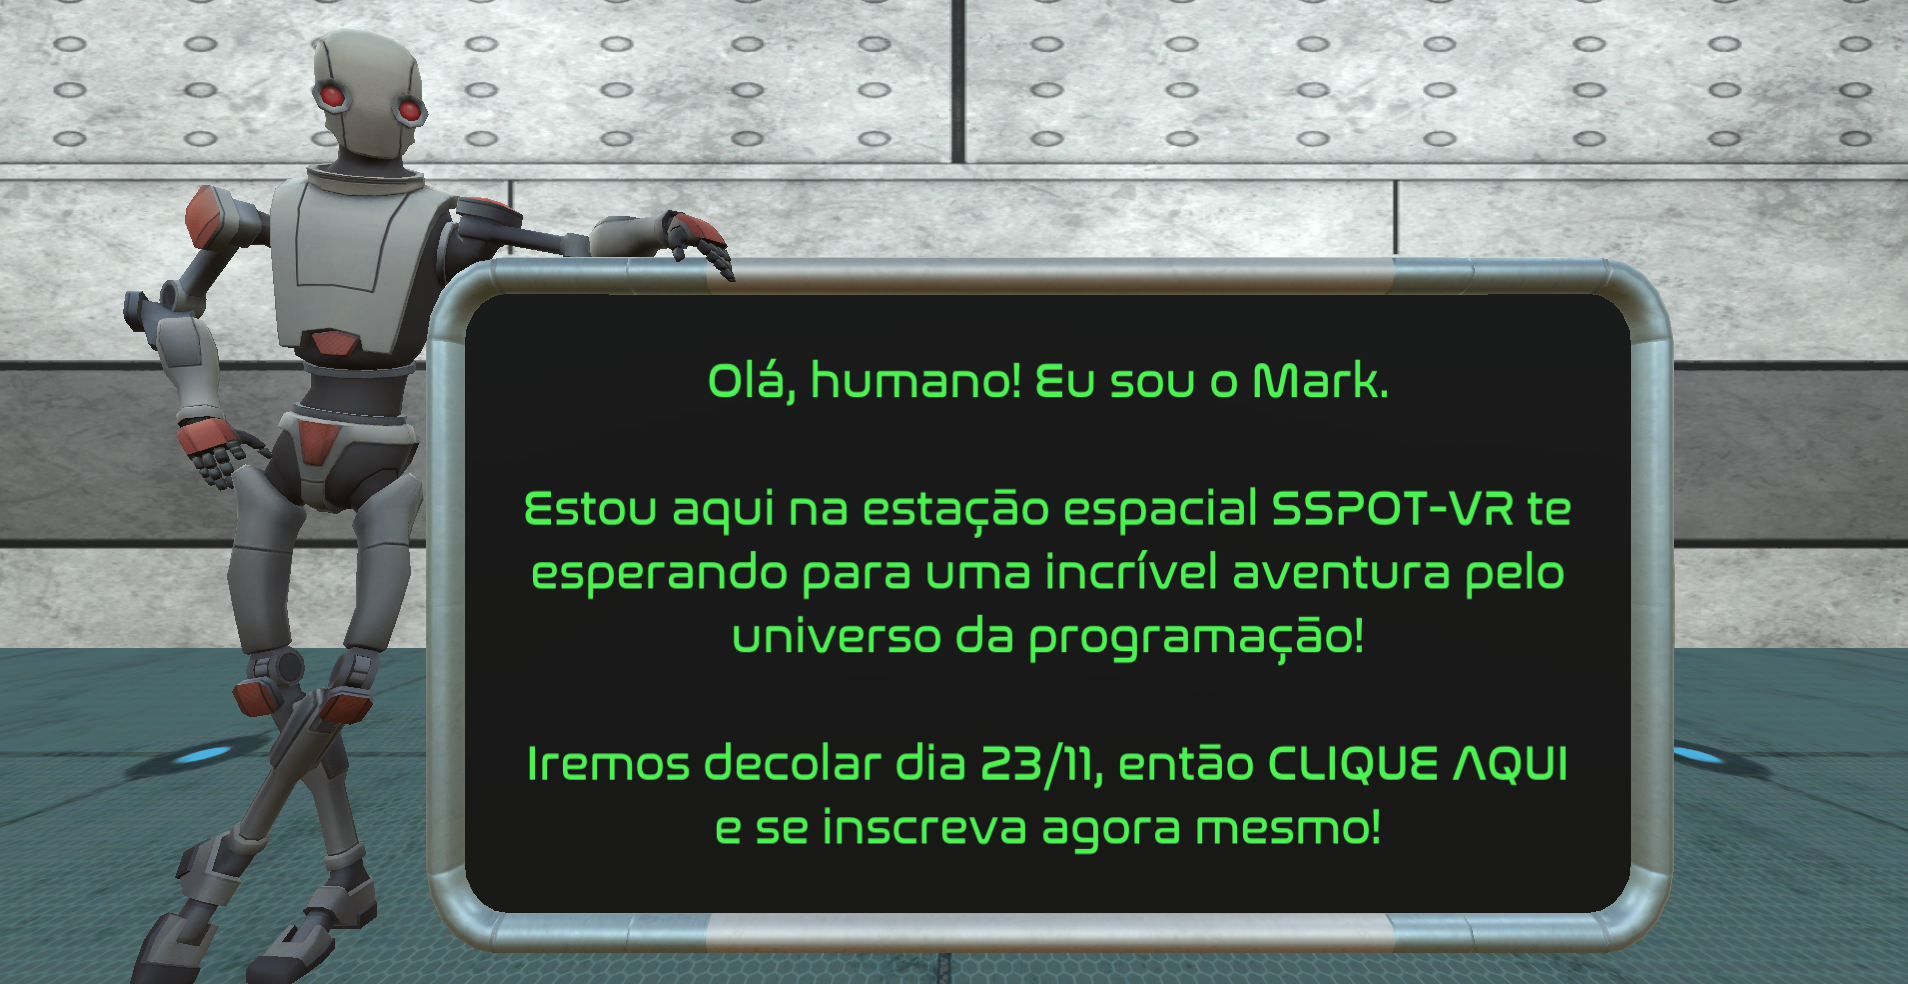 Olá, humano! Eu sou o Mark.
Estou aqui na estação espacial SSPOT-VR te
esperando para uma incrível aventura pelo
universo da programação!
Iremos decolar dia 23/11, então CLIQUE AQUI
e se inscreva agora mesmo!